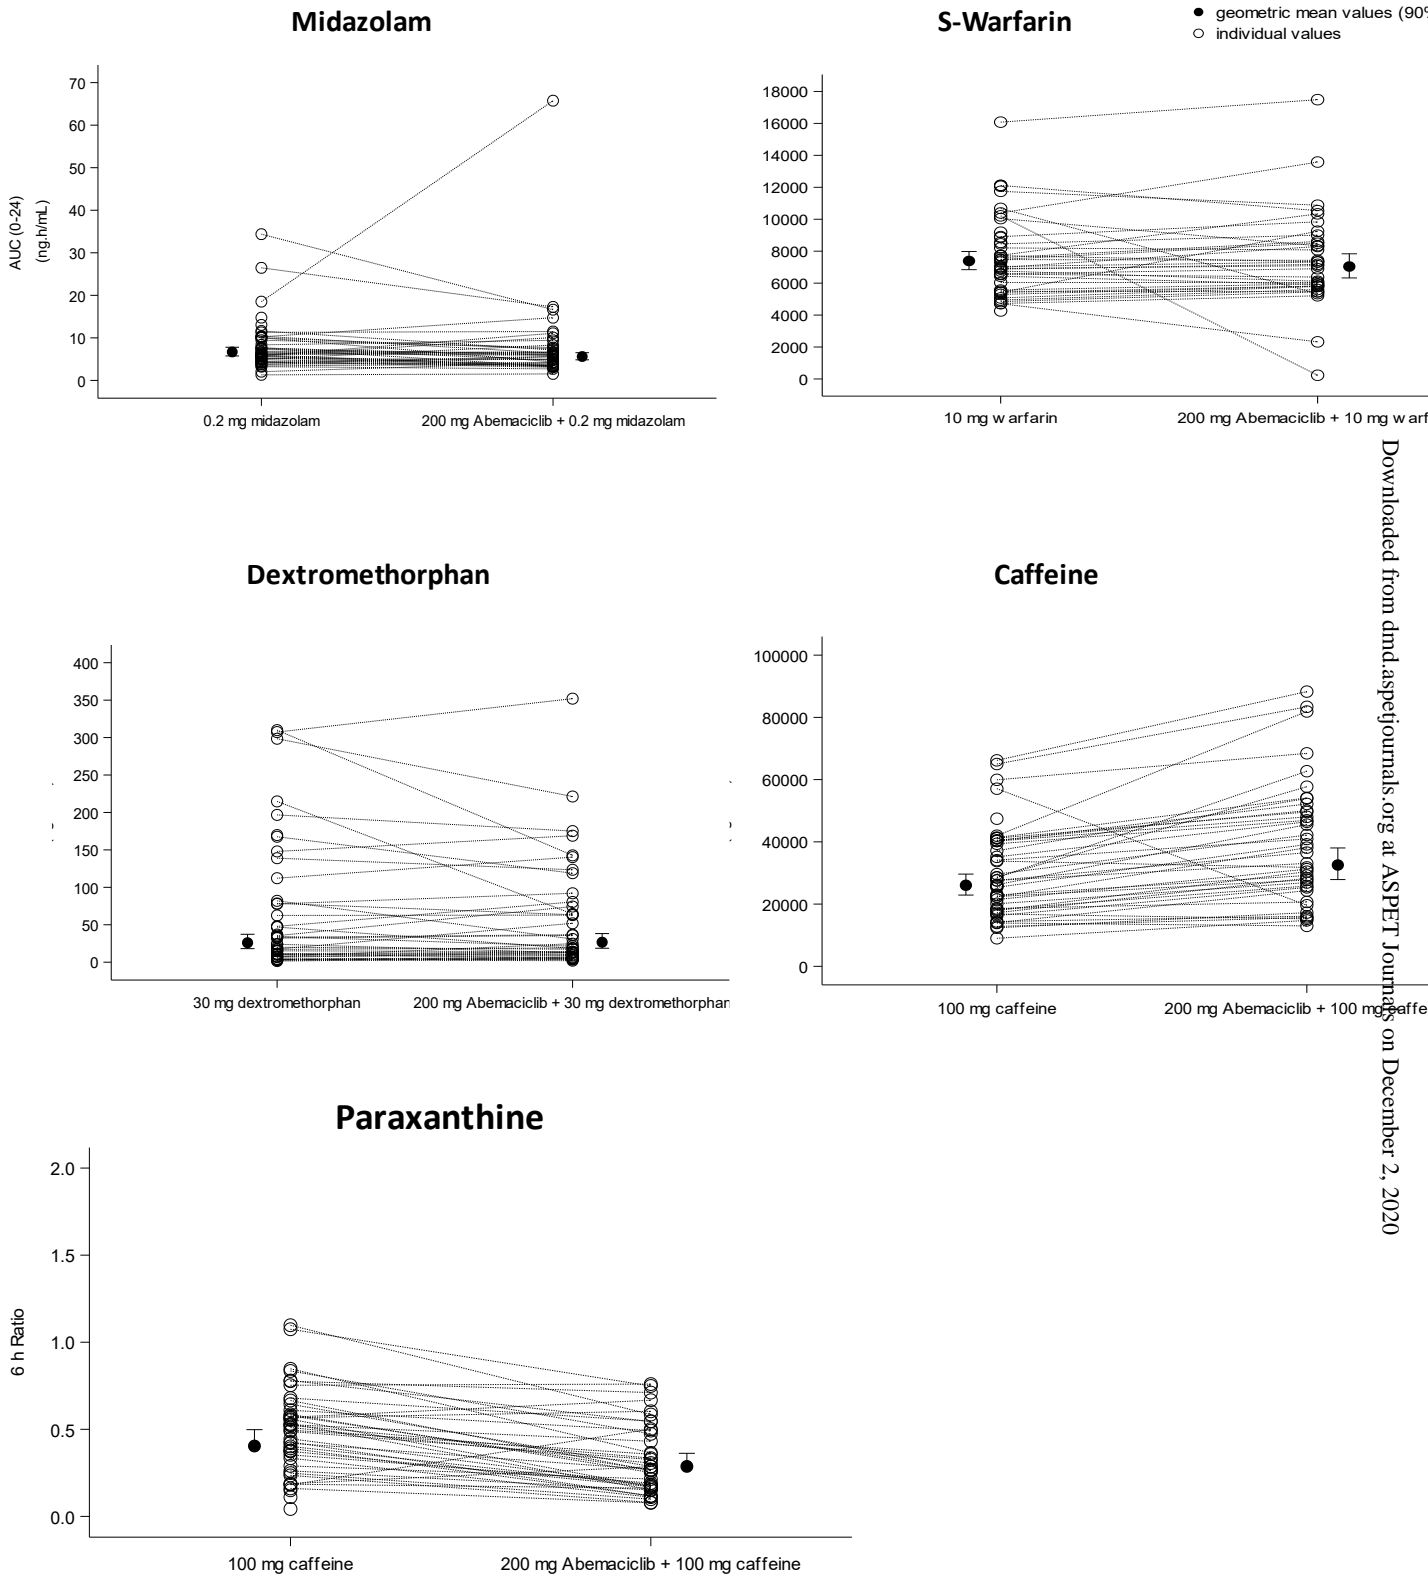 Midazolam
S-Warfarin
geometric mean values (90%
individual values
AUC (0-24)
(ng.h/mL)
70
60
50
40
30
20
10
0
0.2 mg midazolam
200 mg Abemaciclib + 0.2 mg midazolam
18000
16000
14000
12000
10000
8000
6000
4000
2000
0
10 mg warfarin
200 mg Abemaciclib + 10 mg warf
Dextromethorphan
Caffeine
400
350
300
250
200
150
100
50
0
30 mg dextromethorphan
200 mg Abemaciclib + 30 mg dextromethorphan
100000
80000
60000
40000
20000
0
100 mg caffeine
200 mg Abemaciclib + 100 mg caffe
Paraxanthine
6 h Ratio
2.0
1.5
1.0
0.5
0.0
100 mg caffeine
200 mg Abemaciclib + 100 mg caffeine
Downloaded from dmd.aspetjournals.org at ASPET Journals on December 2, 2020